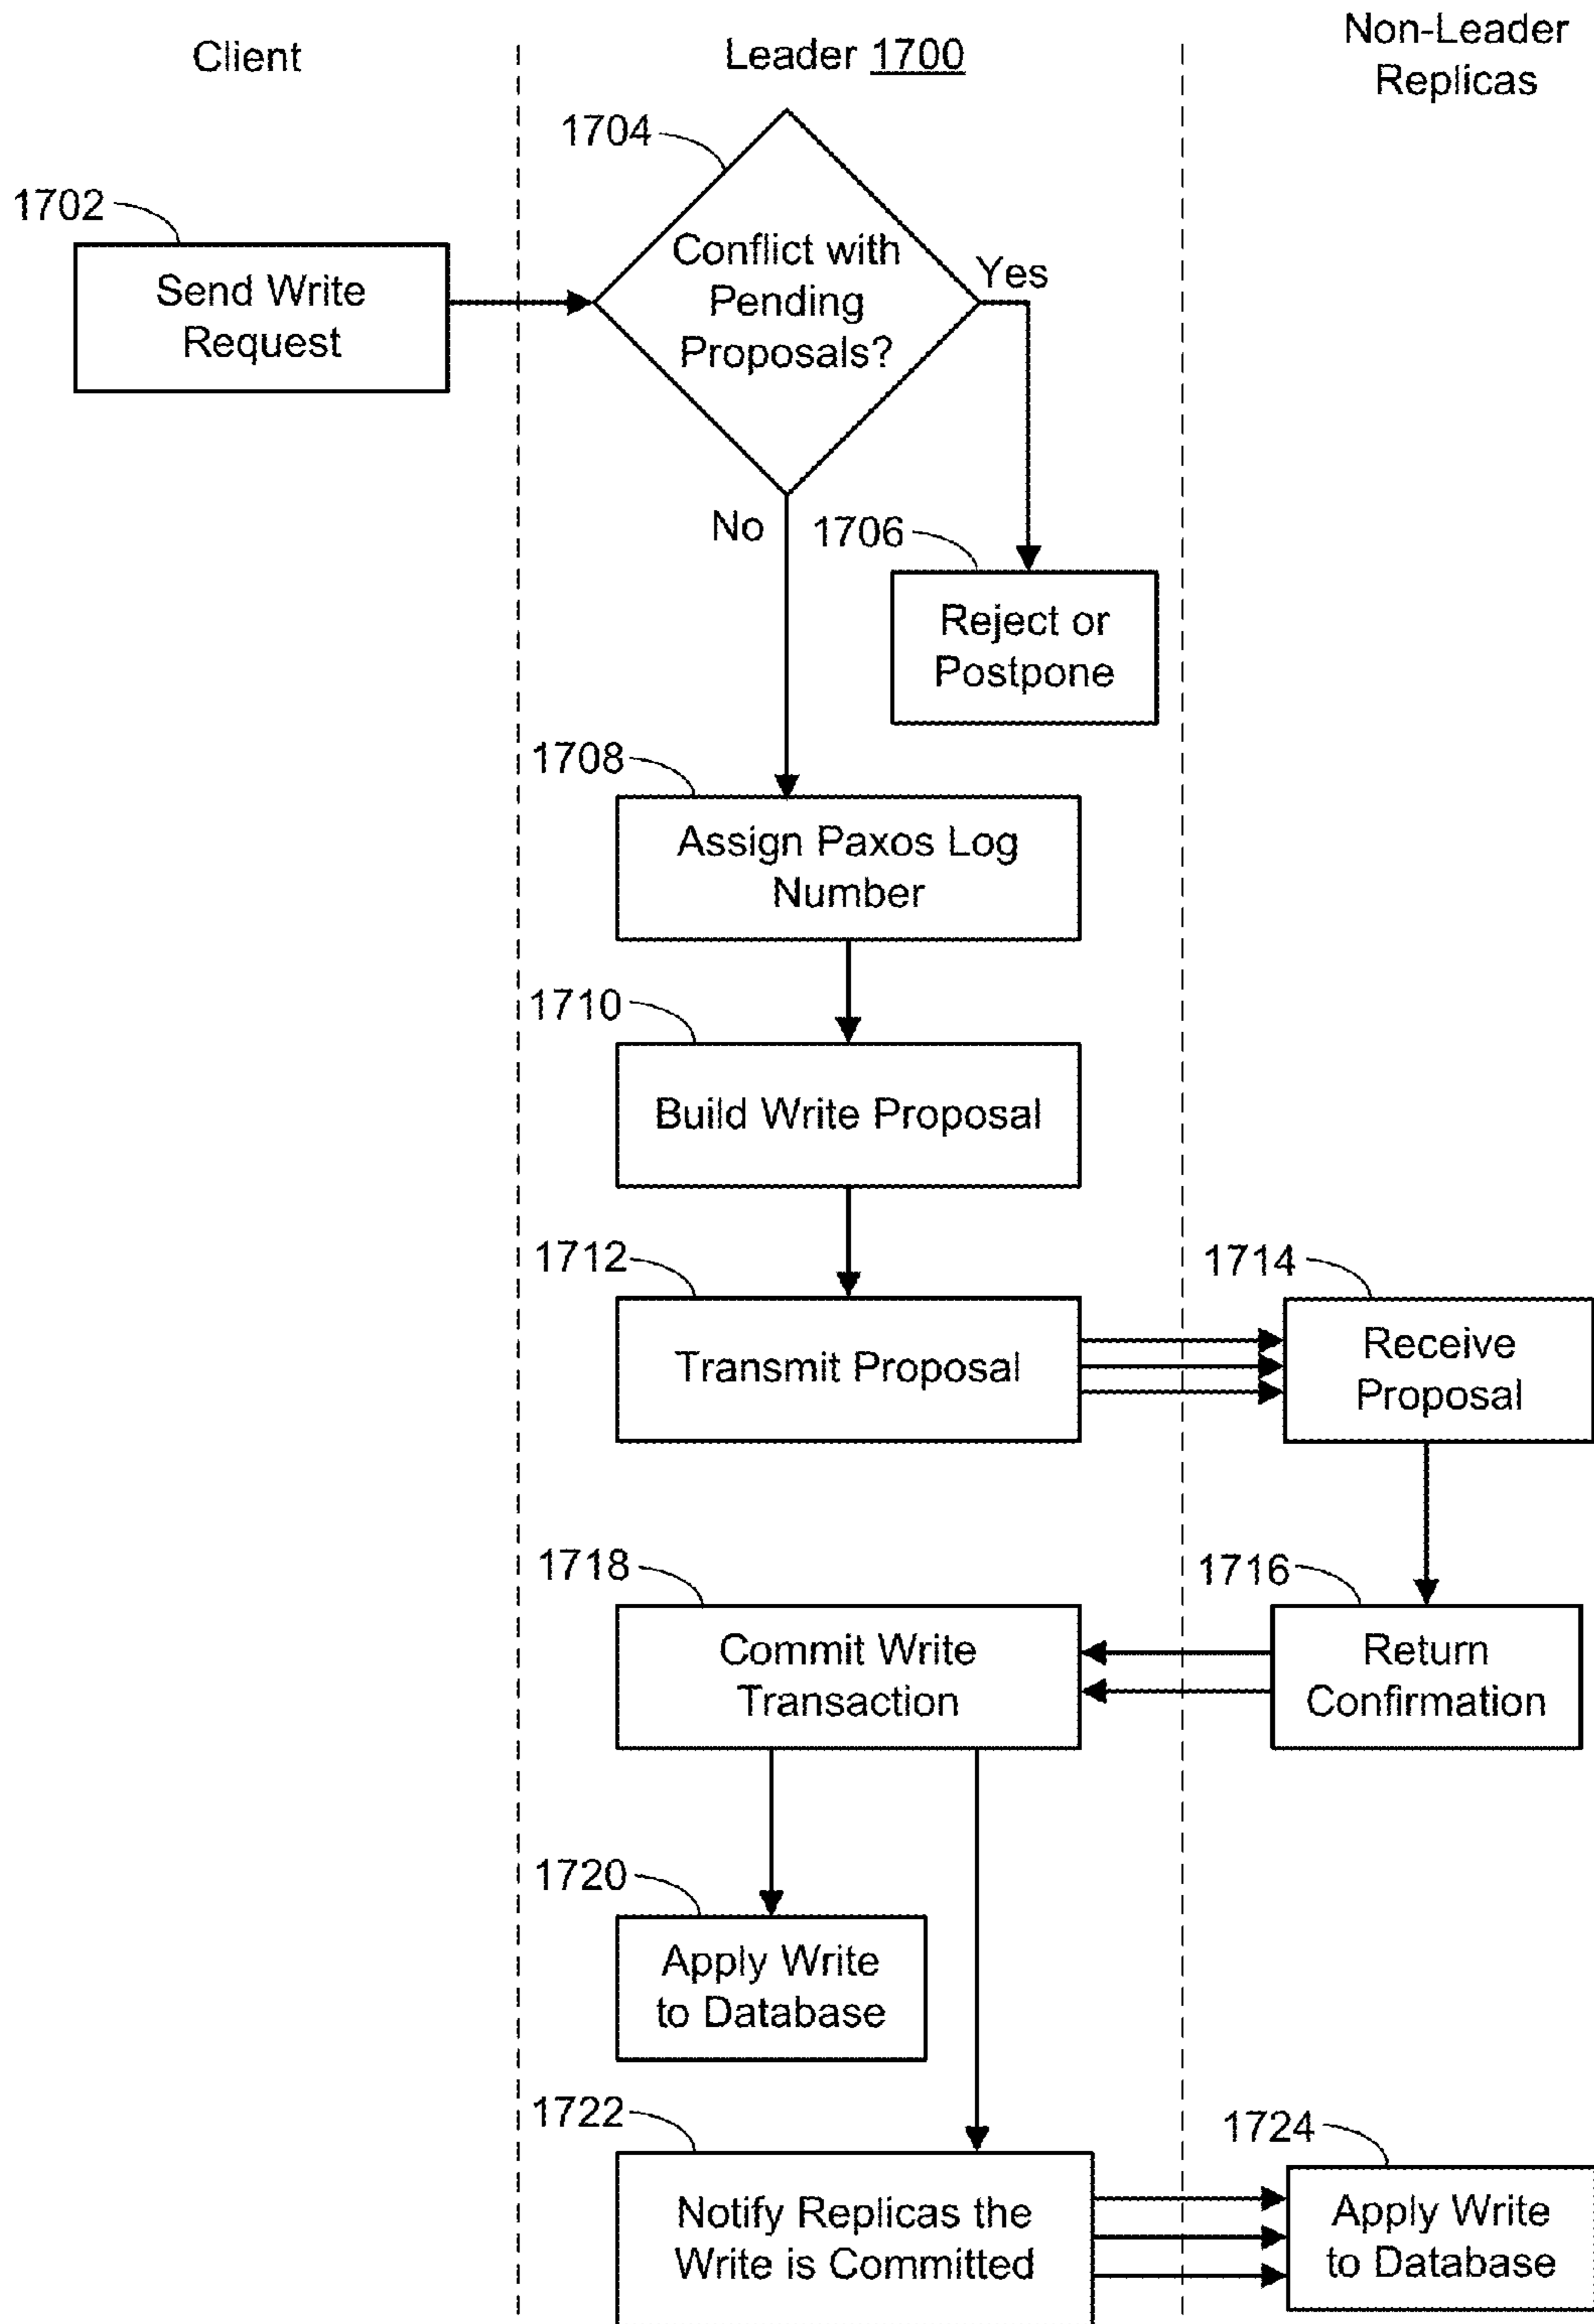 Client
Leader 1700
Non-Leader
Replicas
1704
1702
Send Write
Request
Conflict with
Pending
Proposals?
Yes
No
1706
Reject or
Postpone
1708
Assign Paxos Log
Number
1710
Build Write Proposal
1712
Transmit Proposal
1714
Receive
Proposal
1718
Commit Write
Transaction
1716
Return
Confirmation
1720
Apply Write
to Database
1722
Notify Replicas the
Write is Committed
1724
Apply Write
to Database